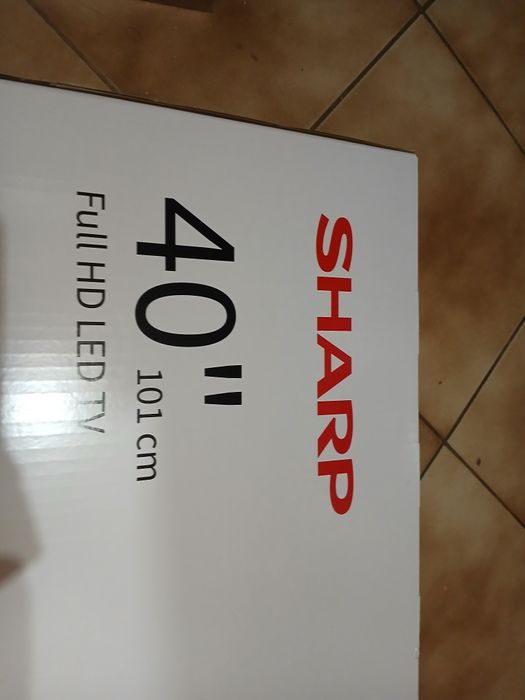 SHARP
40" 101 cm
Full HD LED TV